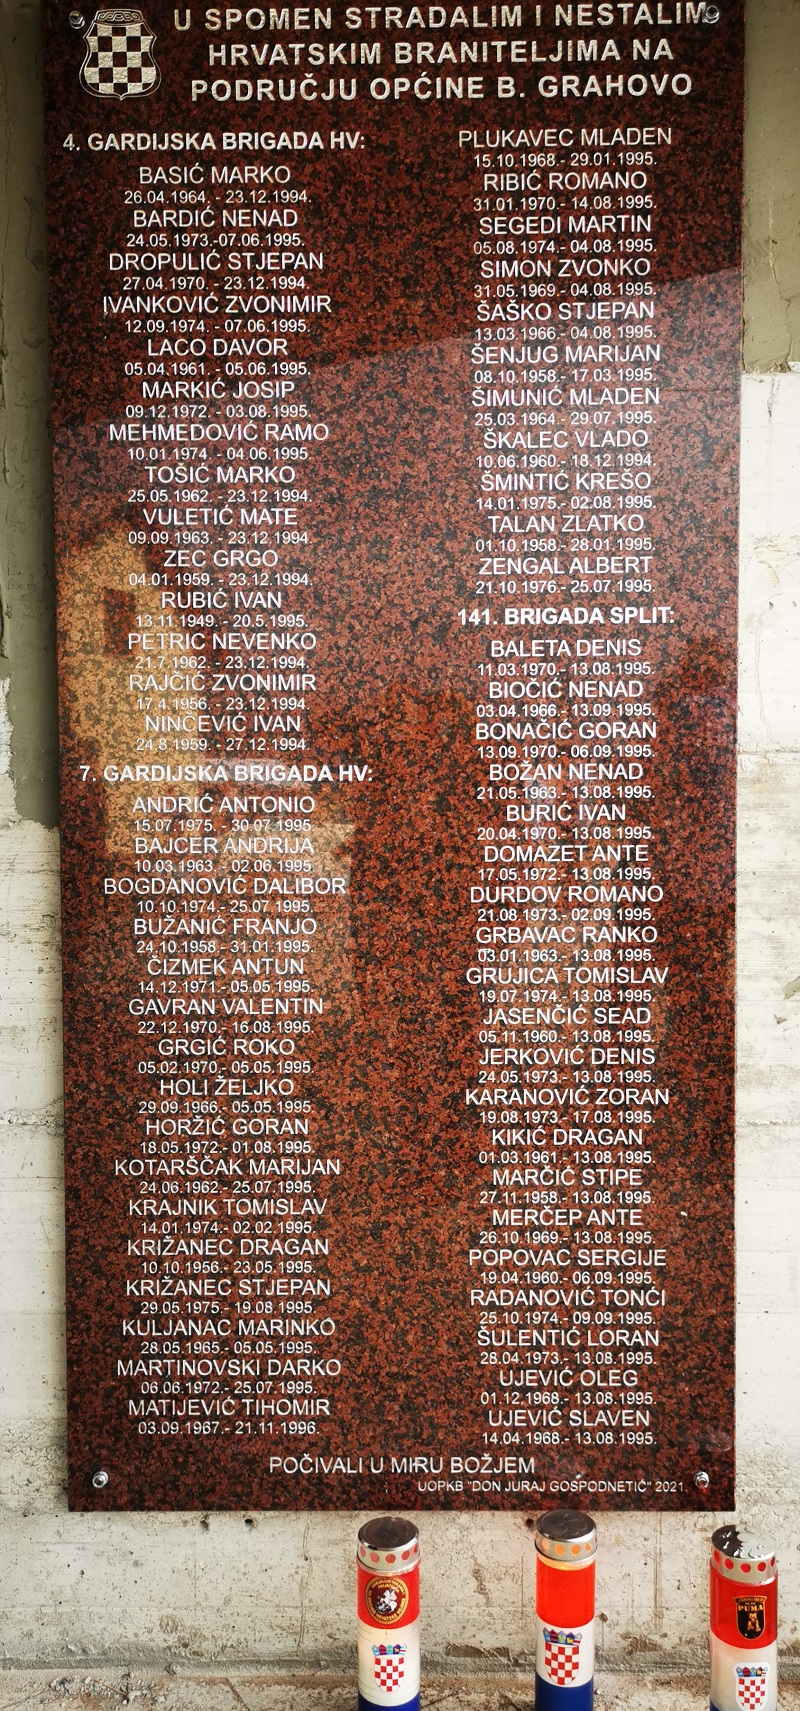 U SPOMEN STRADALIM I NESTALIM
HRVATSKIM BRANITELJIMA NA
PODRUČJU OPĆINE B. GRAHOVO
4. GARDIJSKA BRIGADA HV:
BASIĆ MARKO
26.04.1964. - 23.12.1994.
BARDIĆ NENAD
24.05.1973.-07.06.1995.
DROPULIĆ STJEPAN
27.04.1970. - 23.12.1994.
IVANKOVIĆ ZVONIMIR
12.09.1974. - 07.06.1995.
LACO DAVOR
05.04.1961. - 05.06.1995.
MARKIĆ JOSIP
09.12.1972. - 03.08.1995.
MEHMEDOVIĆ RAMO
10.01.1974. - 04.06.1995.
TOŠIĆ MARKO
25.05.1962. - 23.12.1994.
VULETIĆ MATE
09.09.1963. - 23.12.1994.
ZEC GRGO
04.01.1959. - 23.12.1994.
RUBIĆ IVAN
13.11.1949. - 20.5.1995.
PETRIC NEVENKO
21.7.1962. - 23.12.1994.
RAJČIĆ ZVONIMIR
17.4.1956. - 23.12.1994.
NINČEVIĆ IVAN
24.8.1959. - 27.12.1994.
7. GARDIJSKA BRIGADA HV:
ANDRIĆ ANTONIO
15.07.1975. - 30.07.1995.
BAJCER ANDRIJA
10.03.1963. - 02.06.1995.
BOGDANOVIĆ DALIBOR
10.10.1974.- 25.07.1995.
BUŽANIĆ FRANJO
24.10.1958 - 31.01.1995.
ČIZMEK ANTUN
14.12.1971.- 05.05.1995.
GAVRAN VALENTIN
22.12.1970.- 16.08.1995.
GRGIĆ ROKO
05.02.1970.- 05.05.1995.
HOLI ŽELJKO
29.09.1966.- 05.05.1995.
HORŽIĆ GORAN
18.05.1972.- 01.08.1995.
KOTARŠČAK MARIJAN
24.06.1962.- 25.07.1995.
KRAJNIK TOMISLAV
14.01.1974.- 02.02.1995.
KRIŽANEC DRAGAN
10.10.1956.- 23.05.1995.
KRIŽANEC STJEPAN
29.05.1975.- 19.08.1995.
KULJANAC MARINKO
28.05.1965.- 05.05.1995.
MARTINOVSKI DARKO
06.06.1972.- 25.07.1995.
MATIJEVIĆ TIHOMIR
03.09.1967.- 21.11.1996.
PLUKAVEC MLADEN
15.10.1968.- 29.01.1995.
RIBIĆ ROMANO
31.01.1970.- 14.08.1995.
SEGEDI MARTIN
05.08.1974.- 04.08.1995.
SIMON ZVONKO
31.05.1969.- 04.08.1995.
ŠAŠKO STJEPAN
13.03.1966.- 04.08.1995.
ŠENJUG MARIJAN
08.10.1958.- 17.03.1995.
ŠIMUNIĆ MLADEN
25.03.1964.- 29.07.1995.
ŠKALEC VLADO
10.06.1960.- 18.12.1994.
ŠMINTIĆ KREŠO
14.01.1975.- 02.08.1995.
TALAN ZLATKO
01.10.1958.- 28.01.1995.
ZENGAL ALBERT
21.10.1976 - 25.07.1995.
141. BRIGADA SPLIT:
BALETA DENIS
11.03.1970.- 13.08.1995.
BIOČIĆ NENAD
03.04.1966.- 13.09.1995.
BONAČIĆ GORAN
13.09.1970.- 06.09.1995.
BOŽAN NENAD
21.05.1963.- 13.08.1995.
BURIĆ IVAN
20.04.1970.- 13.08.1995.
DOMAZET ANTE
17.05.1972.- 13.08.1995.
DURDOV ROMANO
21.08.1973.- 02.09.1995.
GRBAVAC RANKO
03.01.1963.- 13.08.1995.
GRUJICA TOMISLAV
19.07.1974.- 13.08.1995.
JASENČIĆ SEAD
05.11.1960.- 13.08.1995.
JERKOVIĆ DENIS
24.05.1973.- 13.08.1995.
KARANOVIĆ ZORAN
19.08.1973.- 17.08.1995.
KIKIĆ DRAGAN
01.03.1961.- 13.08.1995.
MARČIĆ STIPE
27.11.1958.- 13.08.1995.
MERČEP ANTE
26.10.1969.- 13.08.1995.
POPOVAC SERGIJE
19.04.1960.- 06.09.1995.
RADANOVIĆ TONĆI
25.10.1974.- 09.09.1995.
ŠULENTIĆ LORAN
28.04.1973.- 13.08.1995.
UJEVIĆ OLEG
01.12.1968.- 13.08.1995.
UJEVIĆ SLAVEN
14.04.1968.- 13.08.1995.
POČIVALI U MIRU BOŽJEM
UOPKB "DON JURAJ GOSPODNETIĆ" 2021.
PUMA